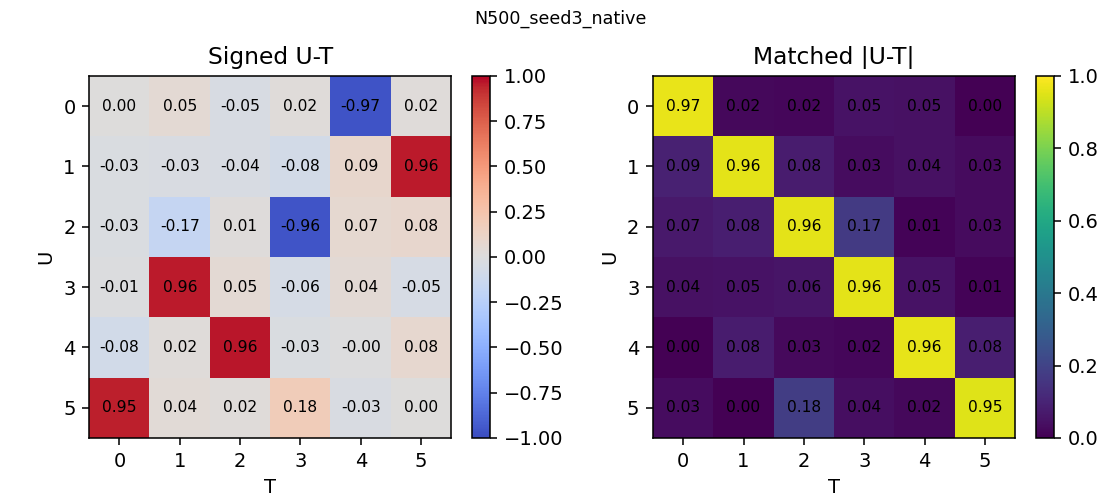 N500_seed3_native
Signed U-T
Matched |U-T|
0 0.00 0.05 -0.05 0.02 -0.97 0.02
1 -0.03 -0.03 -0.04 -0.08 0.09 0.96
2 -0.03 -0.17 0.01 -0.96 0.07 0.08
3 -0.01 0.96 0.05 -0.06 0.04 -0.05
4 -0.08 0.02 0.96 -0.03 -0.00 0.08
5 0.95 0.04 0.02 0.18 -0.03 0.00
0 1 2 3 4 5
T
U
1.00
0.75
0.50
0.25
0.00
−0.25
−0.50
−0.75
−1.00
0 0.97 0.02 0.02 0.05 0.05 0.00
1 0.09 0.96 0.08 0.03 0.04 0.03
2 0.07 0.08 0.96 0.17 0.01 0.03
3 0.04 0.05 0.06 0.96 0.05 0.01
4 0.00 0.08 0.03 0.02 0.96 0.08
5 0.03 0.00 0.18 0.04 0.02 0.95
0 1 2 3 4 5
T
U
1.0
0.8
0.6
0.4
0.2
0.0